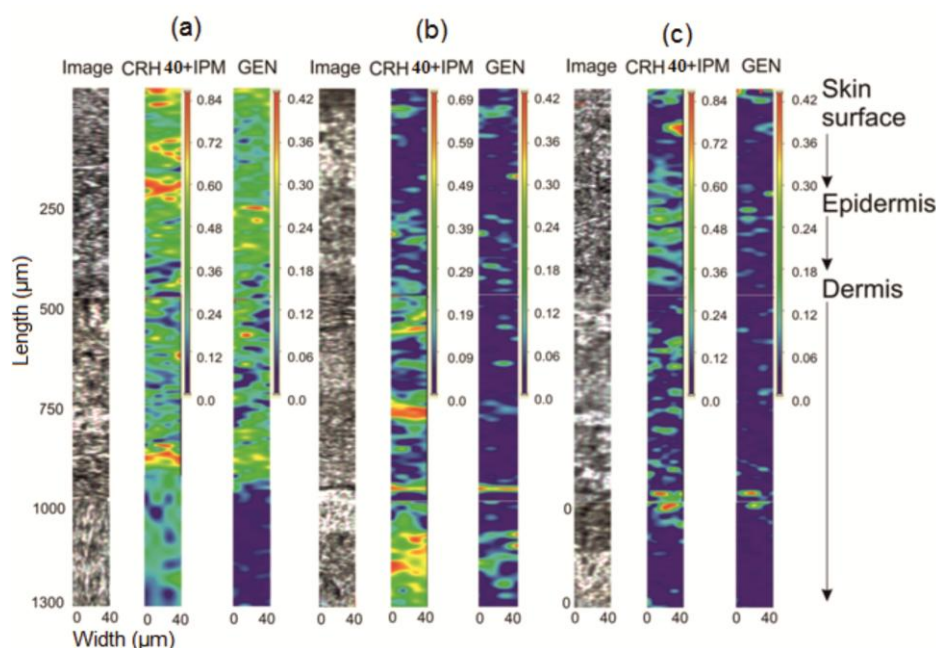 (a) (b) (c)
Image CRH 40+IPM GEN Image CRH 40+IPM GEN Image CRH 40+IPM GEN
0.84 0.42 0.69 0.42 0.84 0.42
0.72 0.36 0.59 0.36 0.72 0.36
0.60 0.30 0.49 0.30 0.60 0.30
0.48 0.24 0.39 0.24 0.48 0.24
0.36 0.18 0.29 0.18 0.36 0.18
0.24 0.12 0.19 0.12 0.24 0.12
0.12 0.06 0.09 0.06 0.12 0.06
0.0 0.0 0.0 0.0 0.0 0.0
Skin
surface
Epidermis
Dermis
Length (µm)
250
500
750
1000 0
1300 0
0 40 0 40 0 40 0 40 0 40 0 40 0 40 0 40 0 40
Width (µm)